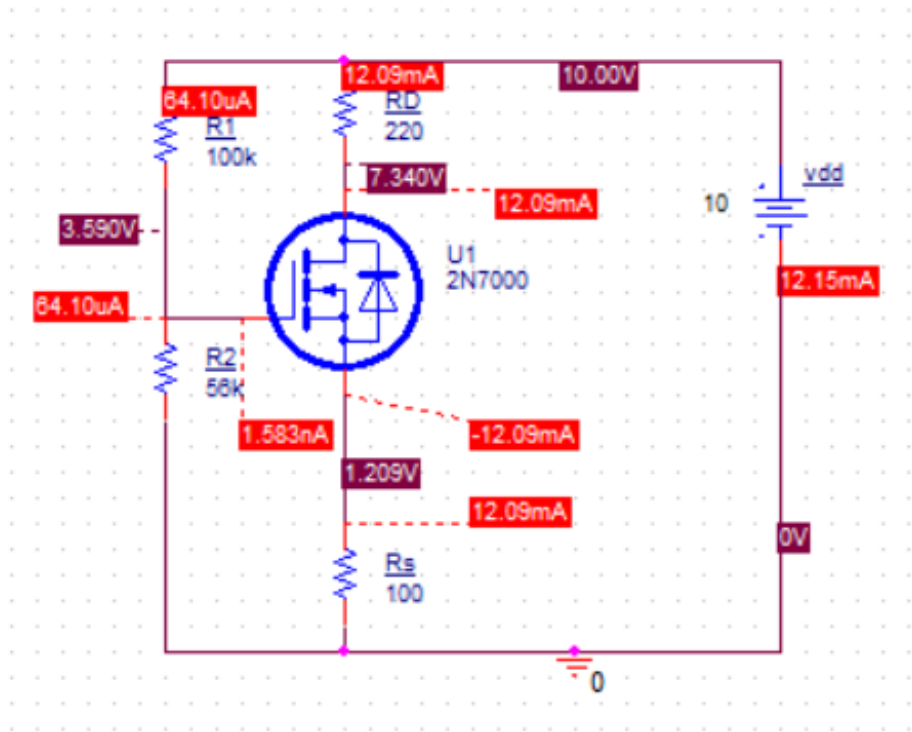 12.09mA
10.00V
64.10uA
RD
220
R1
100k
7.340V
vdd
10
12.09mA
3.590V
U1
2N7000
12.15mA
64.10uA
R2
56k
1.583nA
-12.09mA
1.209V
12.09mA
0V
Rs
100
0